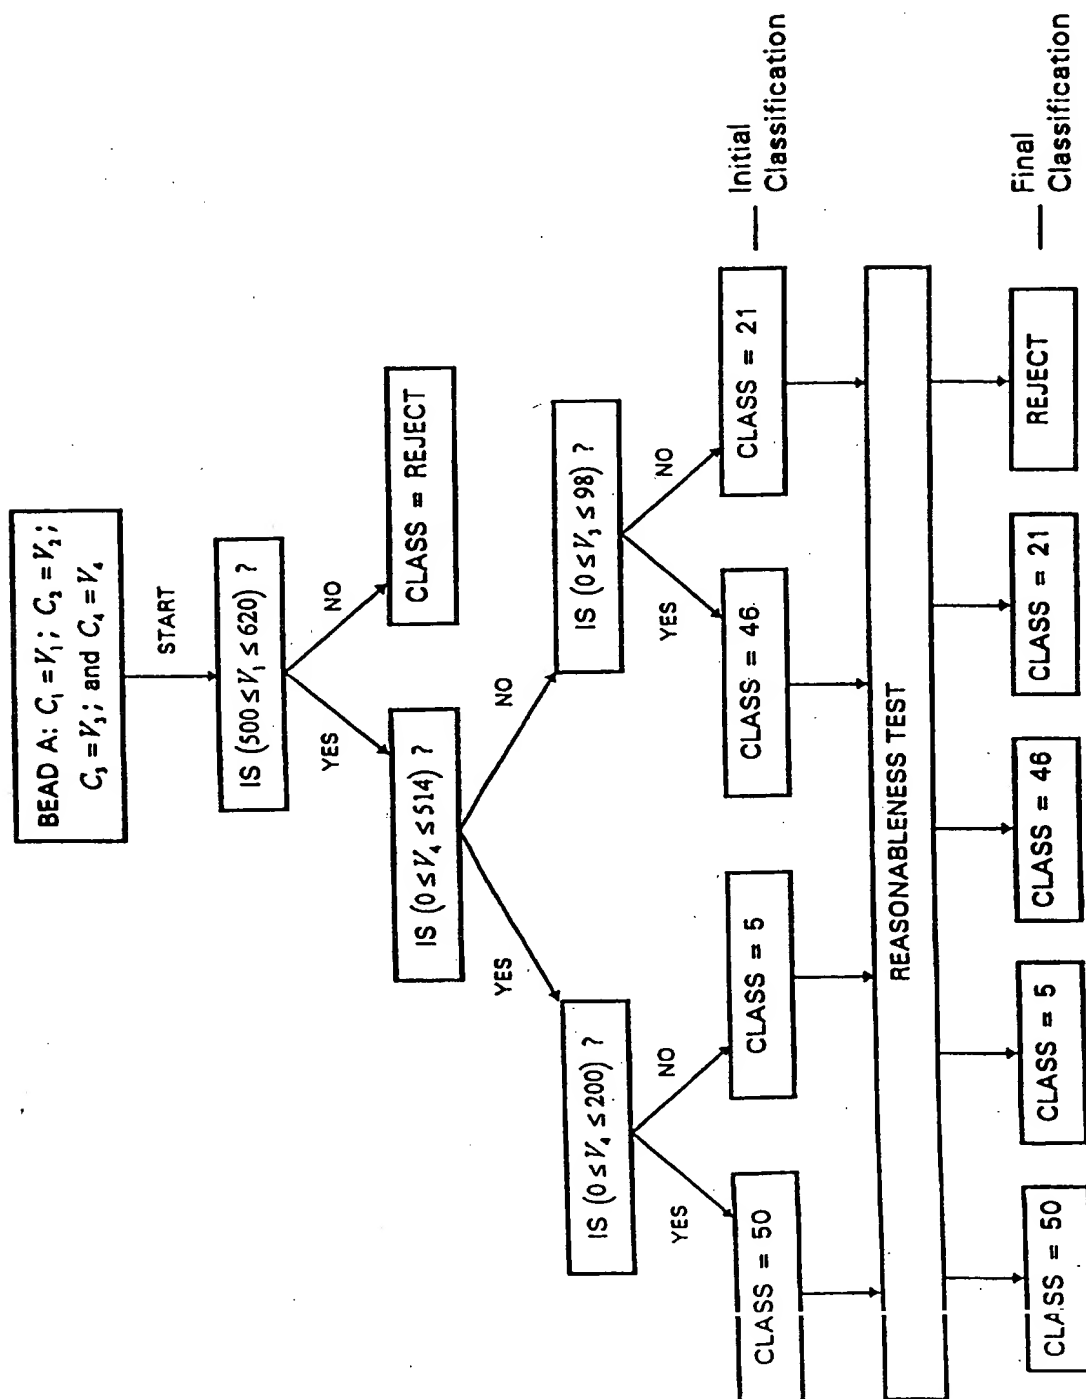 BEAD A: C₁ = V₁; C₂ = V₂;
C₃ = V₃; and C₄ = V₄
START
IS (500 ≤ V₁ ≤ 620) ?
YES
NO
IS (0 ≤ V₄ ≤ 514) ?
CLASS = REJECT
YES
NO
IS (0 ≤ V₄ ≤ 200) ?
IS (0 ≤ V₃ ≤ 98) ?
YES
NO
YES
NO
CLASS = 50
CLASS = 5
CLASS = 46
CLASS = 21
Initial
Classification
REASONABLENESS TEST
CLASS = 50
CLASS = 5
CLASS = 46
CLASS = 21
REJECT
Final
Classification